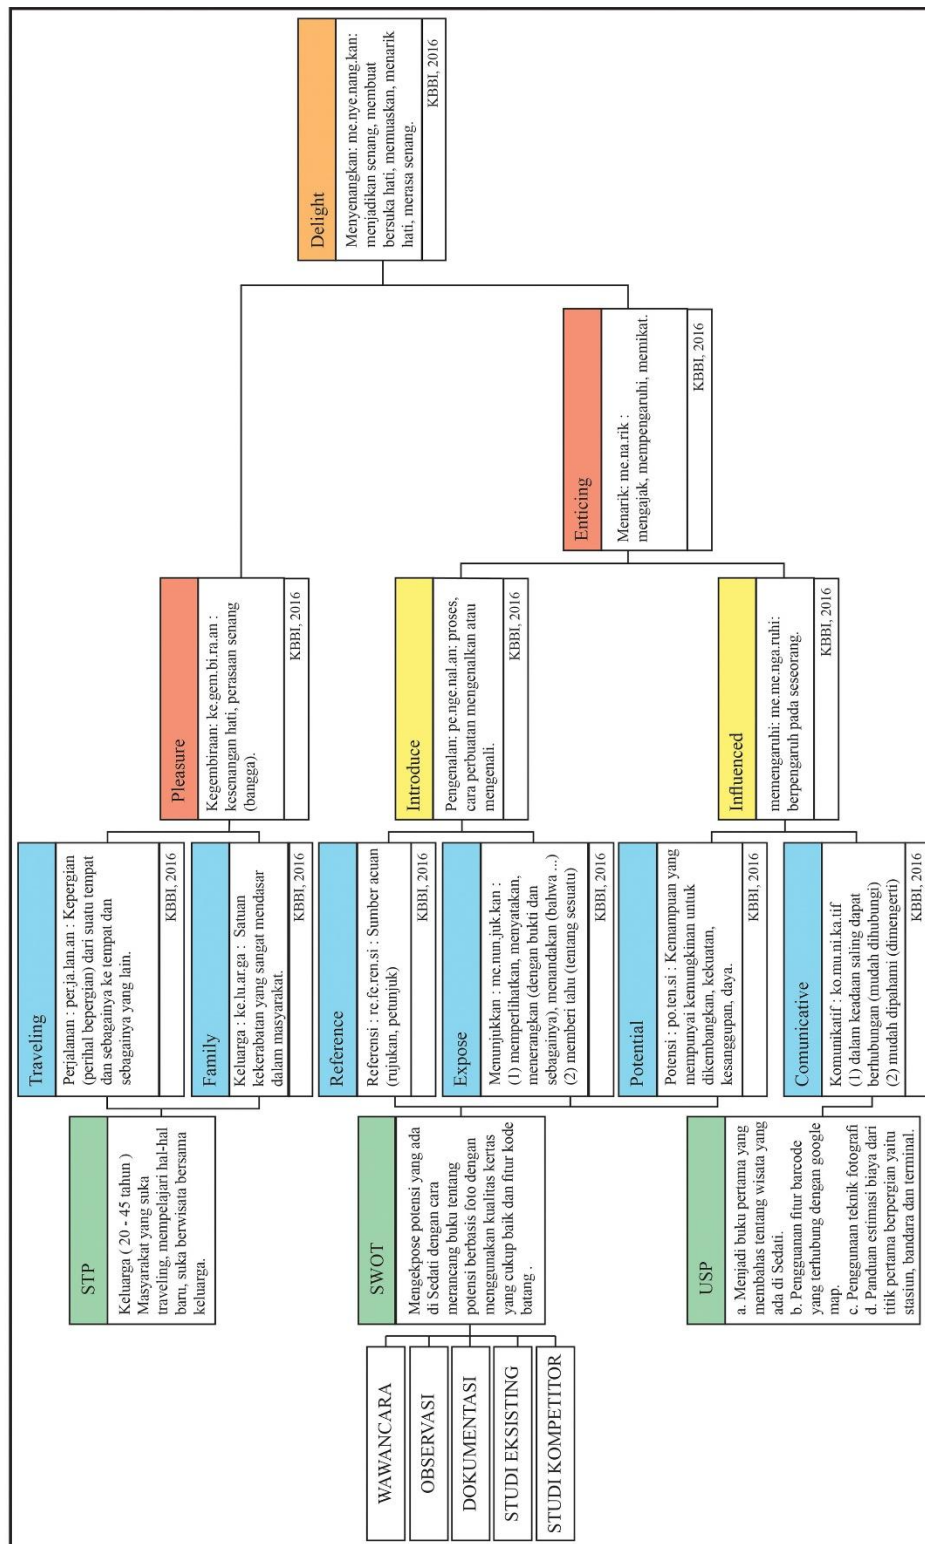 WAWANCARA
OBSERVASI
DOKUMENTASI
STUDI EKSISTING
STUDI KOMPETITOR
STP
Keluarga ( 20 - 45 tahun )
Masyarakat yang suka
traveling, mempelajari hal-hal
baru, suka berwisata bersama
keluarga.
SWOT
Mengekpose potensi yang ada
di Sedati dengan cara
merancang buku tentang
potensi berbasis foto dengan
menggunakan kualitas kertas
yang cukup baik dan fitur kode
batang .
USP
a. Menjadi buku pertama yang
membahas tentang wisata yang
ada di Sedati.
b. Pengguanan fitur barcode
yang terhubung dengan google
map.
c. Penggunaan teknik fotografi
d. Panduan estimasi biaya dari
titik pertama berpergian yaitu
stasiun, bandara dan terminal.
Traveling
Perjalanan : per.ja.lan.an : Kepergian
(perihal bepergian) dari suatu tempat
dan sebagainya ke tempat dan
sebagainya yang lain.
KBBI, 2016
Family
Keluarga : ke.lu.ar.ga : Satuan
kekerabatan yang sangat mendasar
dalam masyarakat.
KBBI, 2016
Reference
Referensi : re.fe.ren.si : Sumber acuan
(rujukan, petunjuk)
KBBI, 2016
Expose
Menunjukkan : me.nun.juk.kan :
(1) memperlihatkan, menyatakan,
menerangkan (dengan bukti dan
sebagainya), menandakan (bahwa ...)
(2) memberi tahu (tentang sesuatu)
KBBI, 2016
Potential
Potensi : po.ten.si : Kemampuan yang
mempunyai kemungkinan untuk
dikembangkan, kekuatan,
kesanggupan, daya.
KBBI, 2016
Comunicative
Komunikatif : ko.mu.ni.ka.tif
(1) dalam keadaan saling dapat
berhubungan (mudah dihubungi)
(2) mudah dipahami (dimengerti)
KBBI, 2016
Pleasure
Kegembiraan: ke.gem.bi.ra.an :
kesenangan hati, perasaan senang
(bangga).
KBBI, 2016
Introduce
Pengenalan: pe.nge.nal.an: proses,
cara perbuatan mengenalkan atau
mengenali.
KBBI, 2016
Influenced
memengaruhi: me.me.nga.ruhi:
berpengaruh pada seseorang.
KBBI, 2016
Enticing
Menarik: me.na.rik :
mengajak, mempengaruhi, memikat.
KBBI, 2016
Delight
Menyenangkan: me.nye.nang.kan:
menjadikan senang, membuat
bersuka hati, memuaskan, menarik
hati, merasa senang.
KBBI, 2016